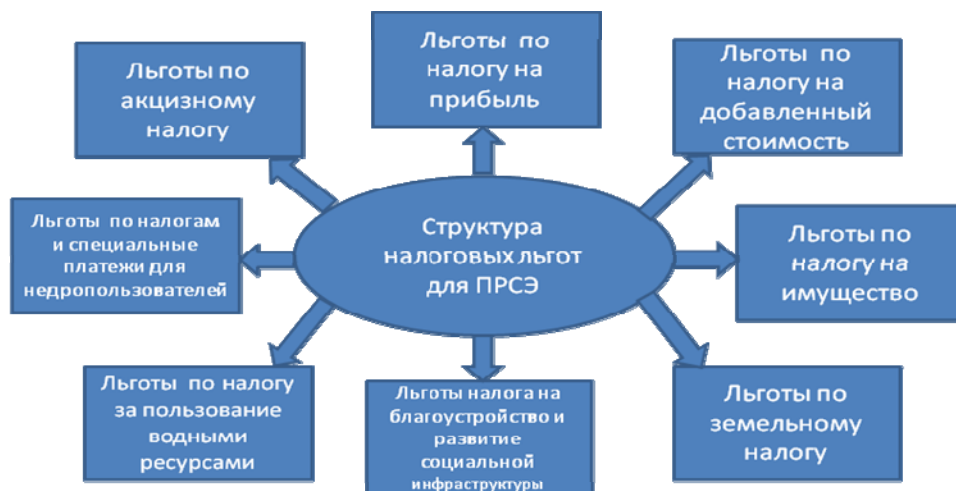 Льготы по
налогу на
прибыль
Льготы по
акцизному
налогу
Льготы по
налогу на
добавленный
стоимость
Льготы по налогам
и специальные
платежи для
недропользователей
Структура
налоговых льгот
для ПРСЭ
Льготы по
налогу на
имущество
Льготы по налогу
за пользование
водными
ресурсами
Льготы налога на
благоустройство и
развитие
социальной
инфраструктуры
Льготы по
земельному
налогу